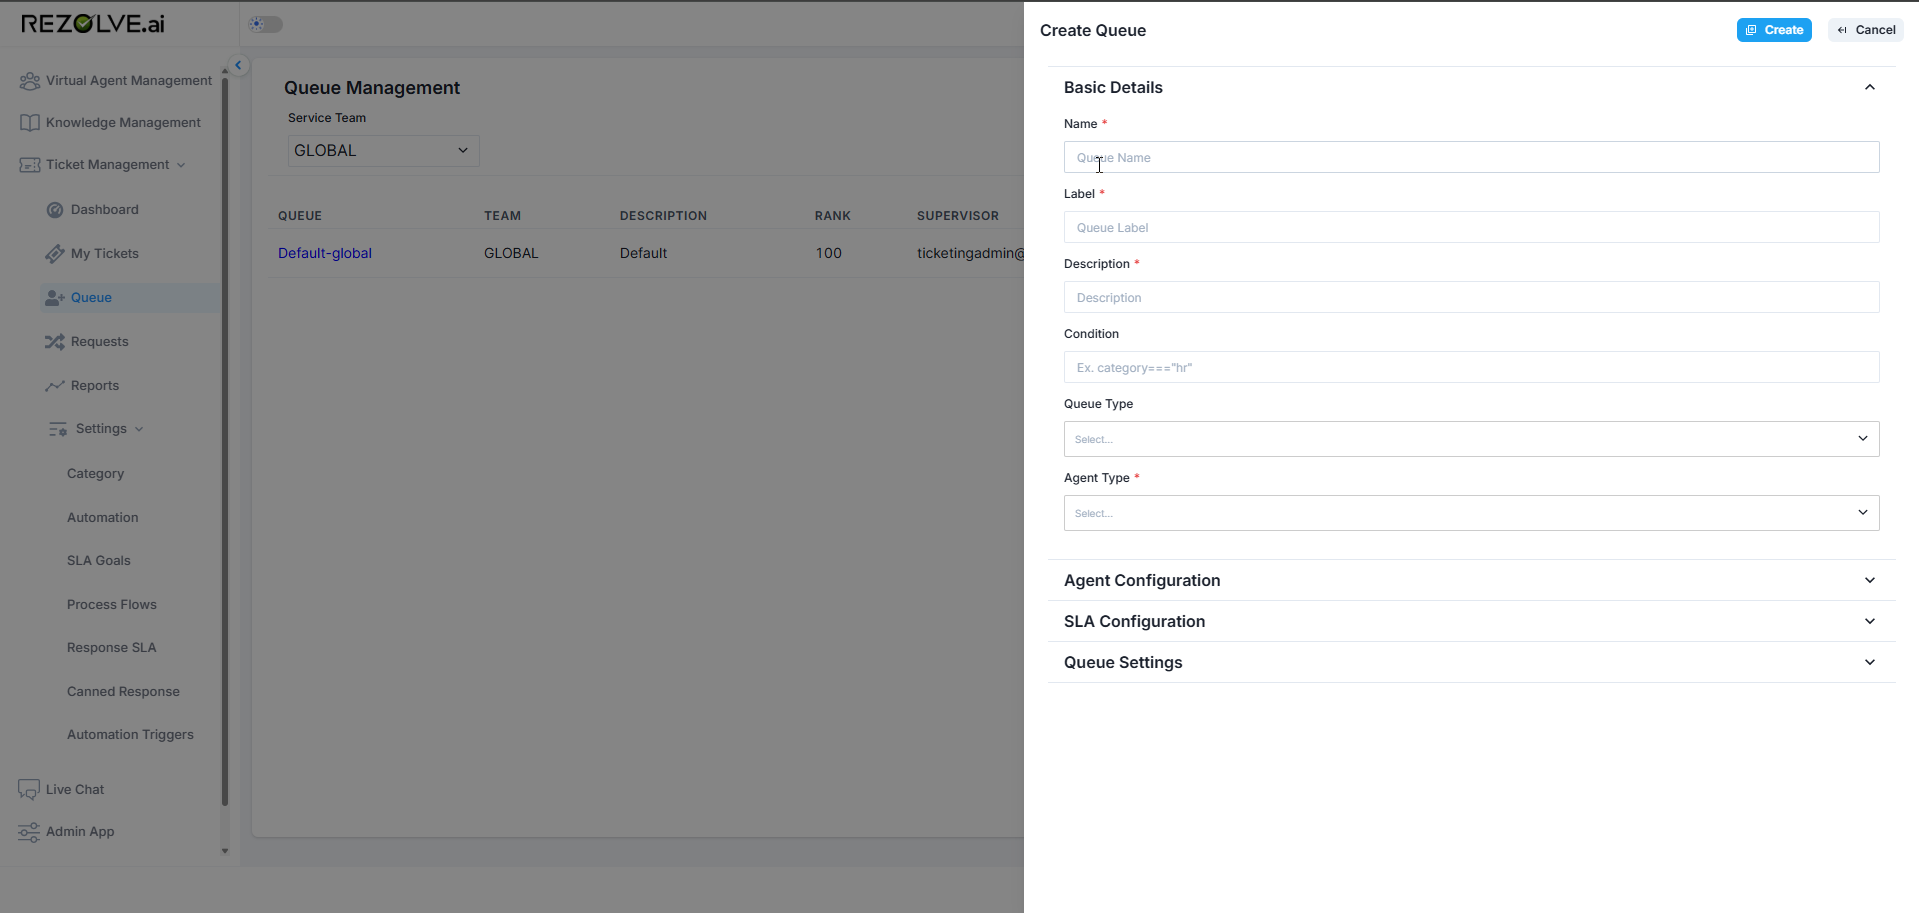 REZOLVE.ai
Virtual Agent Management
Knowledge Management
Ticket Management
Dashboard
My Tickets
Queue
Requests
Reports
Settings
Category
Automation
SLA Goals
Process Flows
Response SLA
Canned Response
Automation Triggers
Live Chat
Admin App
Queue Management
Service Team
GLOBAL
QUEUE TEAM DESCRIPTION RANK SUPERVISOR
Default-global GLOBAL Default 100 ticketingadmin@
Create Queue
Create Cancel
Basic Details
Name *
Queue Name
Label *
Queue Label
Description *
Description
Condition
Ex. category==="hr"
Queue Type
Select...
Agent Type *
Select...
Agent Configuration
SLA Configuration
Queue Settings